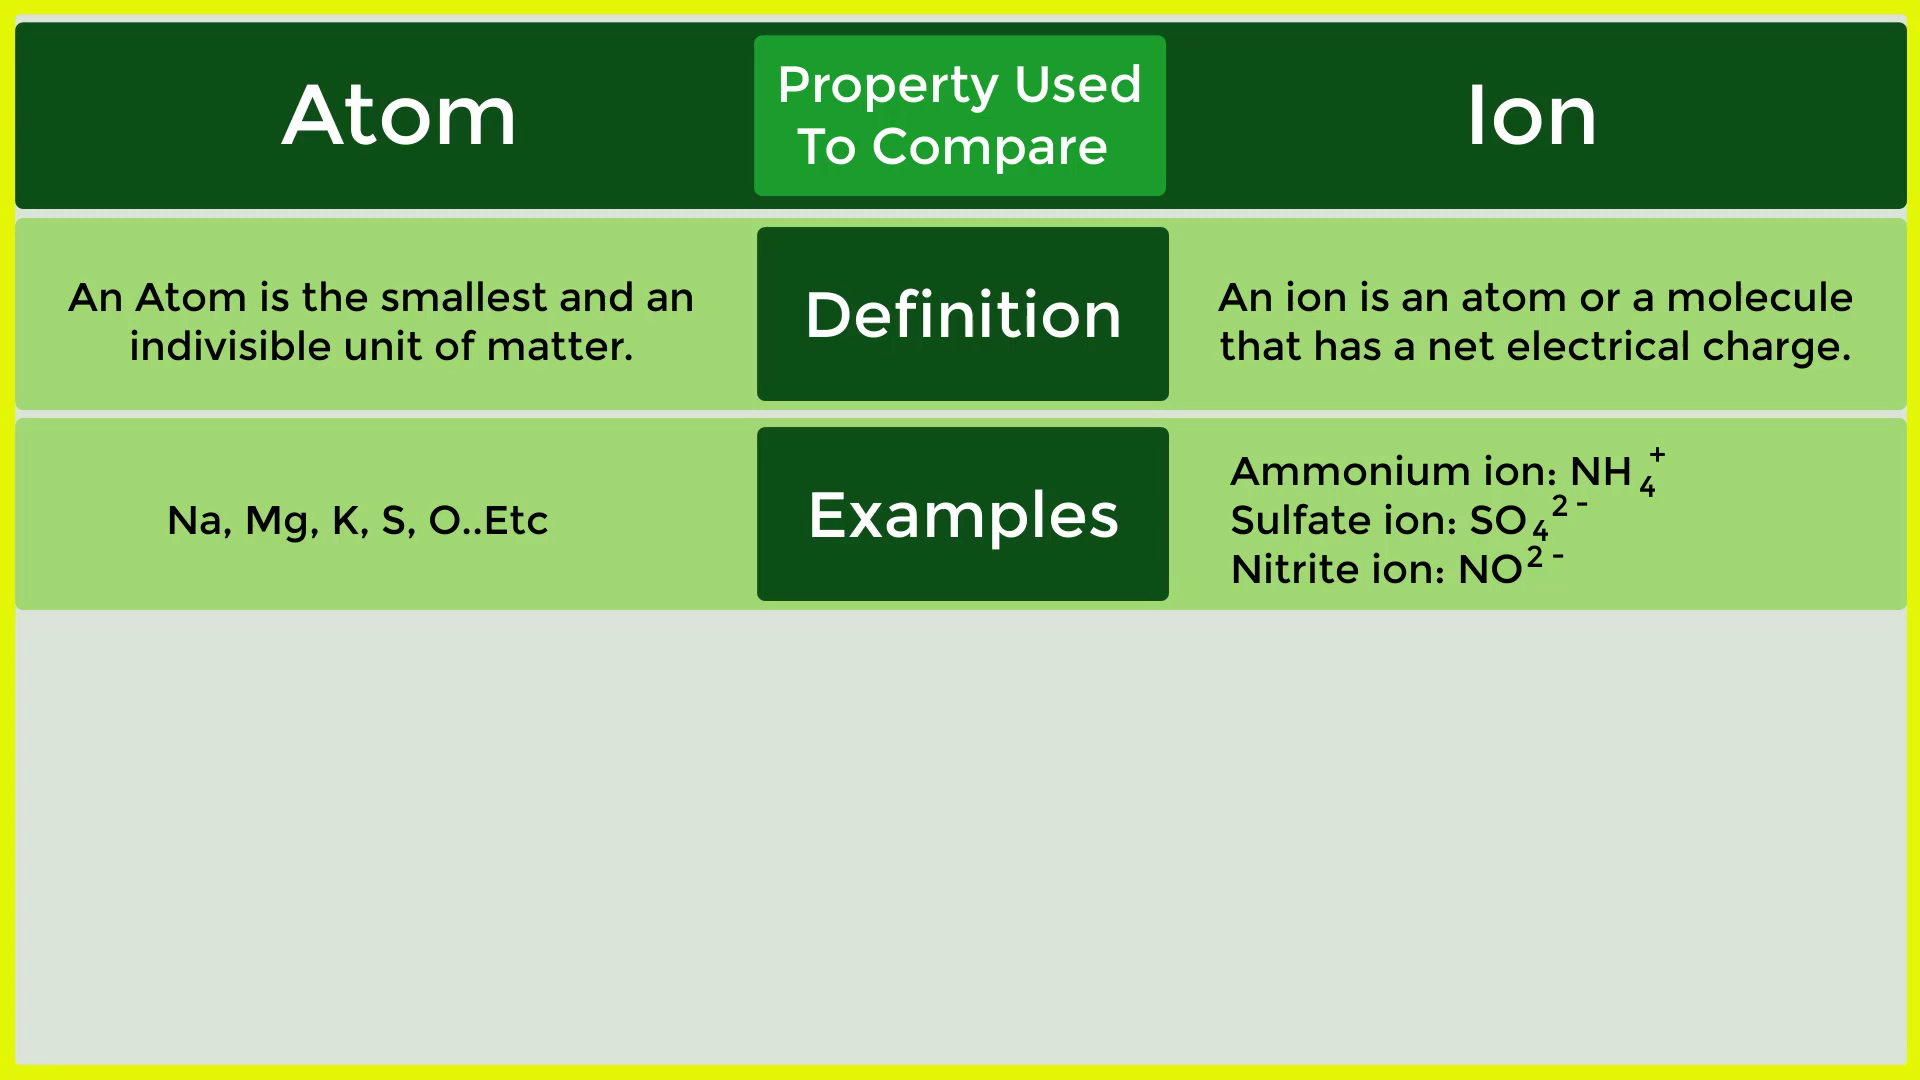 Atom
Property Used
To Compare
Ion
An Atom is the smallest and an
indivisible unit of matter.
Definition
An ion is an atom or a molecule
that has a net electrical charge.
Na, Mg, K, S, O..Etc
Examples
Ammonium ion: NH₄⁺
Sulfate ion: SO₄²⁻
Nitrite ion: NO²⁻